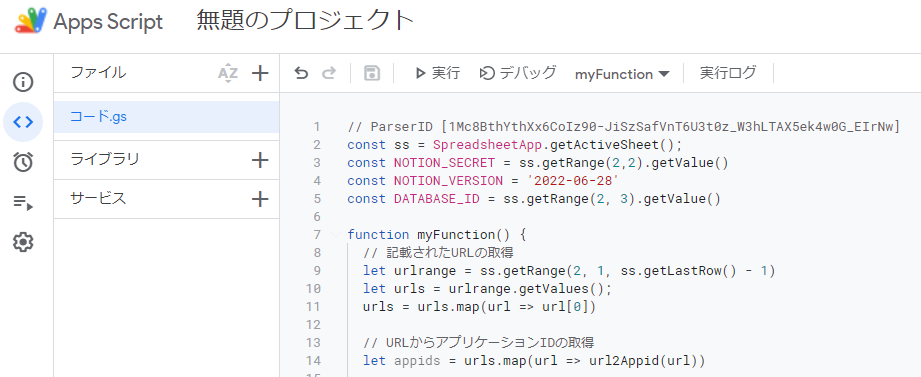 Apps Script 無題のプロジェクト
ファイル
AZ
実行 デバッグ myFunction 実行ログ
コード.gs
ライブラリ
サービス
1 // ParserID [1Mc8BthYthXx6CoIz90-JiSzSafVnT6U3t0z_W3hLTAX5ek4w0G_EIrNw]
2 const ss = SpreadsheetApp.getActiveSheet();
3 const NOTION_SECRET = ss.getRange(2,2).getValue()
4 const NOTION_VERSION = '2022-06-28'
5 const DATABASE_ID = ss.getRange(2, 3).getValue()
6
7 function myFunction() {
8 // 記載されたURLの取得
9 let urlrange = ss.getRange(2, 1, ss.getLastRow() - 1)
10 let urls = urlrange.getValues();
11 urls = urls.map(url => url[0])
12
13 // URLからアプリケーションIDの取得
14 let appids = urls.map(url => url2Appid(url))